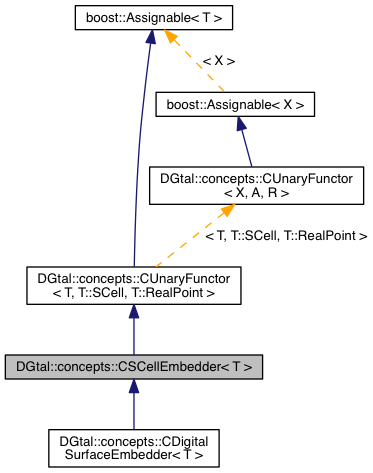 boost::Assignable< T >
< X >
boost::Assignable< X >
DGtal::concepts::CUnaryFunctor
< X, A, R >
< T, T::SCell, T::RealPoint >
DGtal::concepts::CUnaryFunctor
< T, T::SCell, T::RealPoint >
DGtal::concepts::CSCellEmbedder< T >
DGtal::concepts::CDigital
SurfaceEmbedder< T >